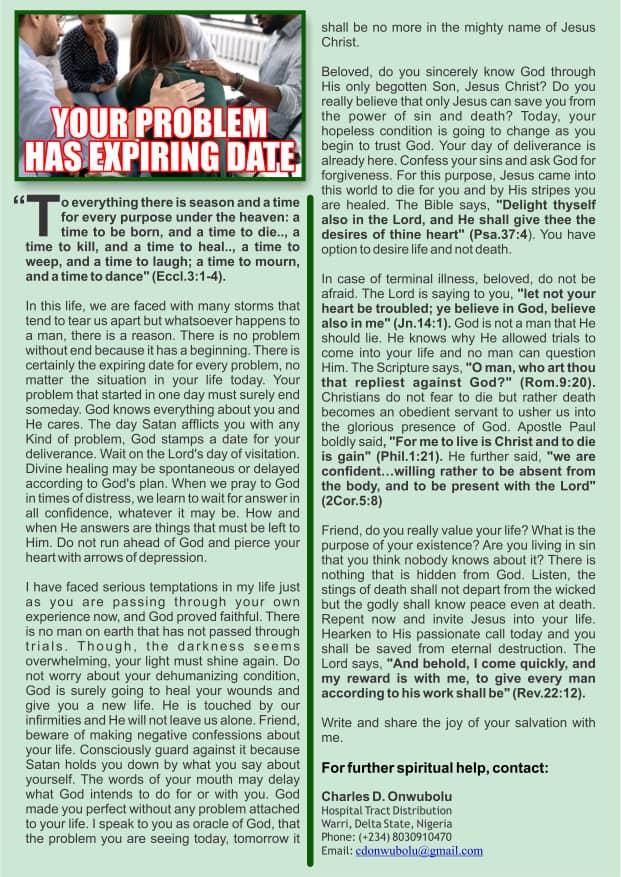 YOUR PROBLEM
HAS EXPIRING DATE
“To everything there is season and a time
for every purpose under the heaven: a
time to be born, and a time to die.., a
time to kill, and a time to heal.., a time to
weep, and a time to laugh; a time to mourn,
and a time to dance" (Eccl.3:1-4).
In this life, we are faced with many storms that
tend to tear us apart but whatsoever happens to
a man, there is a reason. There is no problem
without end because it has a beginning. There is
certainly the expiring date for every problem, no
matter the situation in your life today. Your
problem that started in one day must surely end
someday. God knows everything about you and
He cares. The day Satan afflicts you with any
Kind of problem, God stamps a date for your
deliverance. Wait on the Lord's day of visitation.
Divine healing may be spontaneous or delayed
according to God's plan. When we pray to God
in times of distress, we learn to wait for answer in
all confidence, whatever it may be. How and
when He answers are things that must be left to
Him. Do not run ahead of God and pierce your
heart with arrows of depression.
I have faced serious temptations in my life just
as you are passing through your own
experience now, and God proved faithful. There
is no man on earth that has not passed through
trials. Though, the darkness seems
overwhelming, your light must shine again. Do
not worry about your dehumanizing condition,
God is surely going to heal your wounds and
give you a new life. He is touched by our
infirmities and He will not leave us alone. Friend,
beware of making negative confessions about
your life. Consciously guard against it because
Satan holds you down by what you say about
yourself. The words of your mouth may delay
what God intends to do for or with you. God
made you perfect without any problem attached
to your life. I speak to you as oracle of God, that
the problem you are seeing today, tomorrow it
shall be no more in the mighty name of Jesus
Christ.
Beloved, do you sincerely know God through
His only begotten Son, Jesus Christ? Do you
really believe that only Jesus can save you from
the power of sin and death? Today, your
hopeless condition is going to change as you
begin to trust God. Your day of deliverance is
already here. Confess your sins and ask God for
forgiveness. For this purpose, Jesus came into
this world to die for you and by His stripes you
are healed. The Bible says, "Delight thyself
also in the Lord, and He shall give thee the
desires of thine heart" (Psa.37:4). You have
option to desire life and not death.
In case of terminal illness, beloved, do not be
afraid. The Lord is saying to you, "let not your
heart be troubled; ye believe in God, believe
also in me" (Jn.14:1). God is not a man that He
should lie. He knows why He allowed trials to
come into your life and no man can question
Him. The Scripture says, "O man, who art thou
that repliest against God?" (Rom.9:20).
Christians do not fear to die but rather death
becomes an obedient servant to usher us into
the glorious presence of God. Apostle Paul
boldly said, "For me to live is Christ and to die
is gain" (Phil.1:21). He further said, "we are
confident…willing rather to be absent from
the body, and to be present with the Lord"
(2Cor.5:8)
Friend, do you really value your life? What is the
purpose of your existence? Are you living in sin
that you think nobody knows about it? There is
nothing that is hidden from God. Listen, the
stings of death shall not depart from the wicked
but the godly shall know peace even at death.
Repent now and invite Jesus into your life.
Hearken to His passionate call today and you
shall be saved from eternal destruction. The
Lord says, "And behold, I come quickly, and
my reward is with me, to give every man
according to his work shall be" (Rev.22:12).
Write and share the joy of your salvation with
me.
For further spiritual help, contact:
Charles D. Onwubolu
Hospital Tract Distribution
Warri, Delta State, Nigeria
Phone: (+234) 8030910470
Email: cdonwubolu@gmail.com